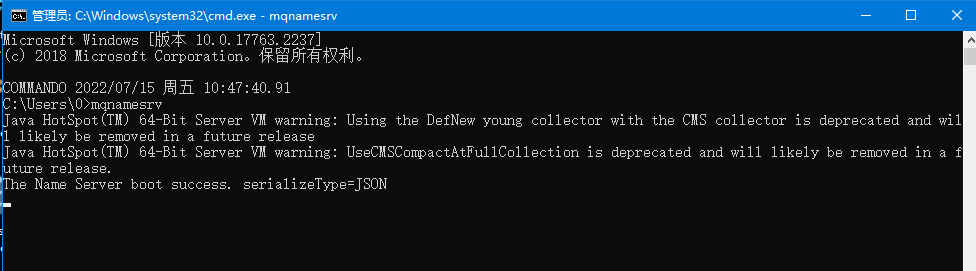 管理员: C:\Windows\system32\cmd.exe - mqnamesrv
Microsoft Windows [版本 10.0.17763.2237]
(c) 2018 Microsoft Corporation。保留所有权利。
COMMANDO 2022/07/15 周五 10:47:40.91
C:\Users\0>mqnamesrv
Java HotSpot(TM) 64-Bit Server VM warning: Using the DefNew young collector with the CMS collector is deprecated and wil
l likely be removed in a future release
Java HotSpot(TM) 64-Bit Server VM warning: UseCMSCompactAtFullCollection is deprecated and will likely be removed in a f
uture release.
The Name Server boot success. serializeType=JSON